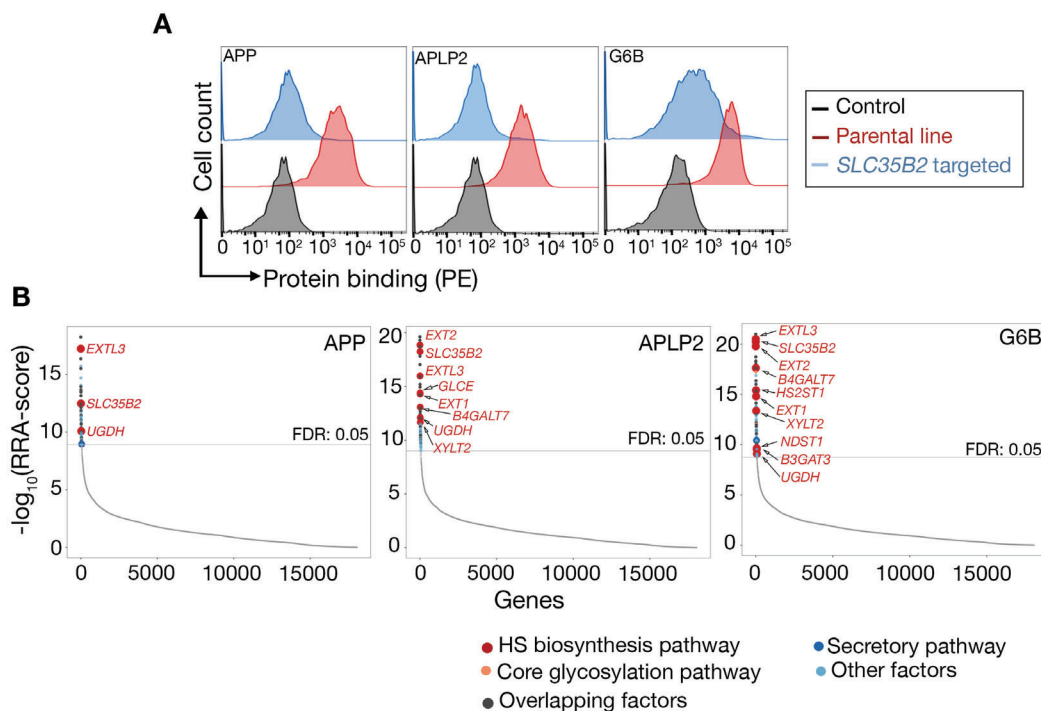 A
APP
APLP2
G6B
Cell count
0 10¹ 10² 10³ 10⁴ 10⁵
0 10¹ 10² 10³ 10⁴ 10⁵
0 10¹ 10² 10³ 10⁴ 10⁵
Protein binding (PE)
Control
Parental line
SLC35B2 targeted
B
-log₁₀(RRA-score)
APP
15
10
5
0
EXTL3
SLC35B2
UGDH
FDR: 0.05
0 5000 10000 15000
APLP2
20
15
10
5
0
EXT2
SLC35B2
EXTL3
GLCE
EXT1
B4GALT7
UGDH
XYLT2
FDR: 0.05
0 5000 10000 15000
G6B
20
15
10
5
0
EXTL3
SLC35B2
EXT2
B4GALT7
HS2ST1
EXT1
XYLT2
NDST1
B3GAT3
UGDH
FDR: 0.05
0 5000 10000 15000
Genes
HS biosynthesis pathway
Core glycosylation pathway
Overlapping factors
Secretory pathway
Other factors